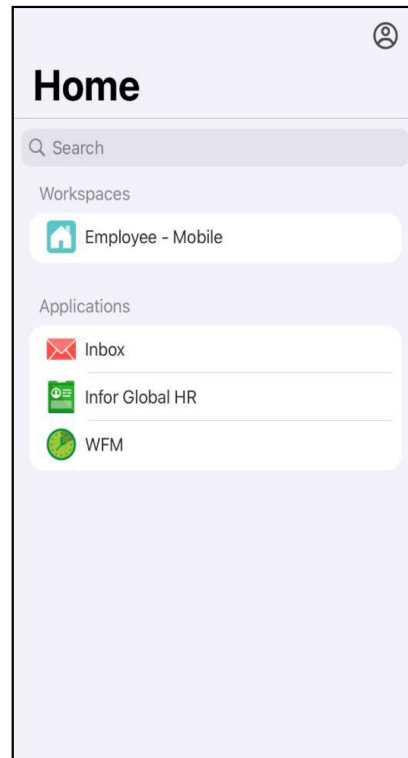 Home
Search
Workspaces
Employee - Mobile
Applications
Inbox
Infor Global HR
WFM